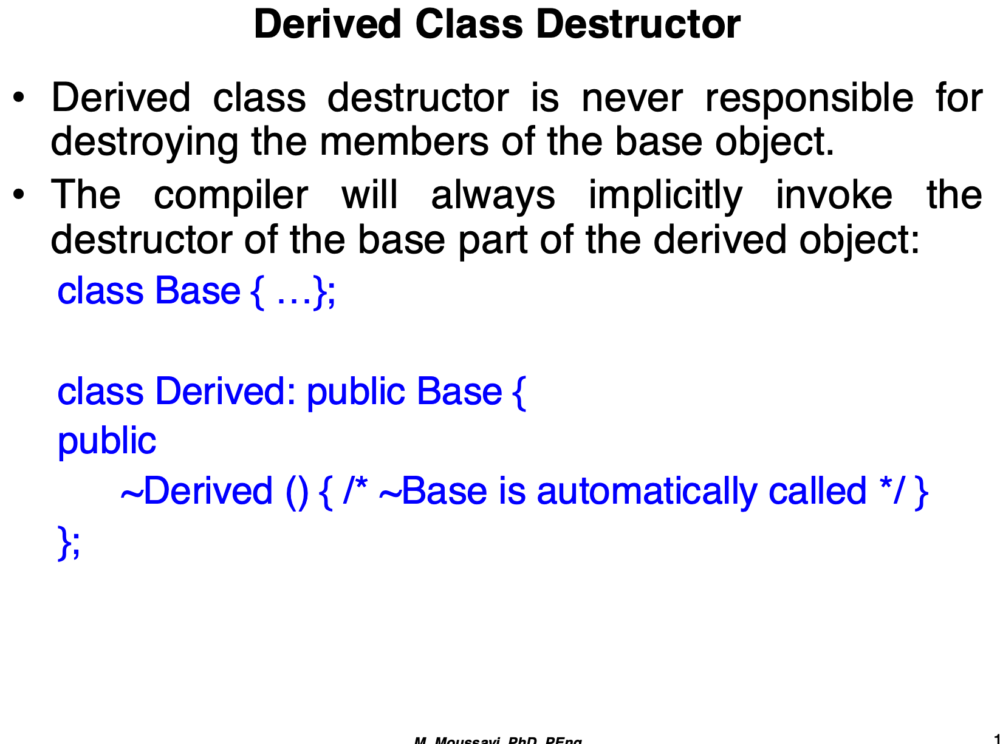 Derived Class Destructor
• Derived class destructor is never responsible for
destroying the members of the base object.
• The compiler will always implicitly invoke the
destructor of the base part of the derived object:
class Base { …};
class Derived: public Base {
public
~Derived () { /* ~Base is automatically called */ }
};
M. Moussavi, PhD, PEng
1